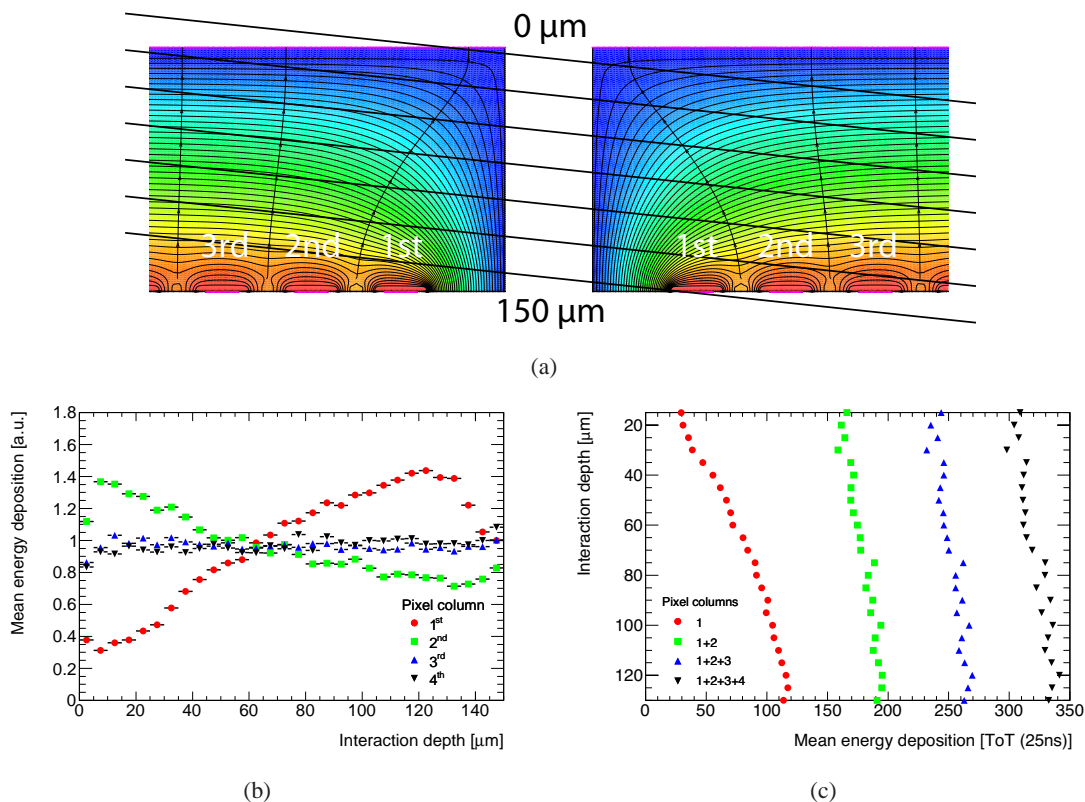 0 μm
3rd 2nd 1st
1st 2nd 3rd
150 μm
(a)
Mean energy deposition [a.u.]
1.8
1.6
1.4
1.2
1
0.8
0.6
0.4
0.2
0
Pixel column
1st
2nd
3rd
4th
0 20 40 60 80 100 120 140
Interaction depth [μm]
(b)
Interaction depth [μm]
20
40
60
80
100
120
Pixel columns
1
1+2
1+2+3
1+2+3+4
0 50 100 150 200 250 300 350
Mean energy deposition [ToT (25ns)]
(c)